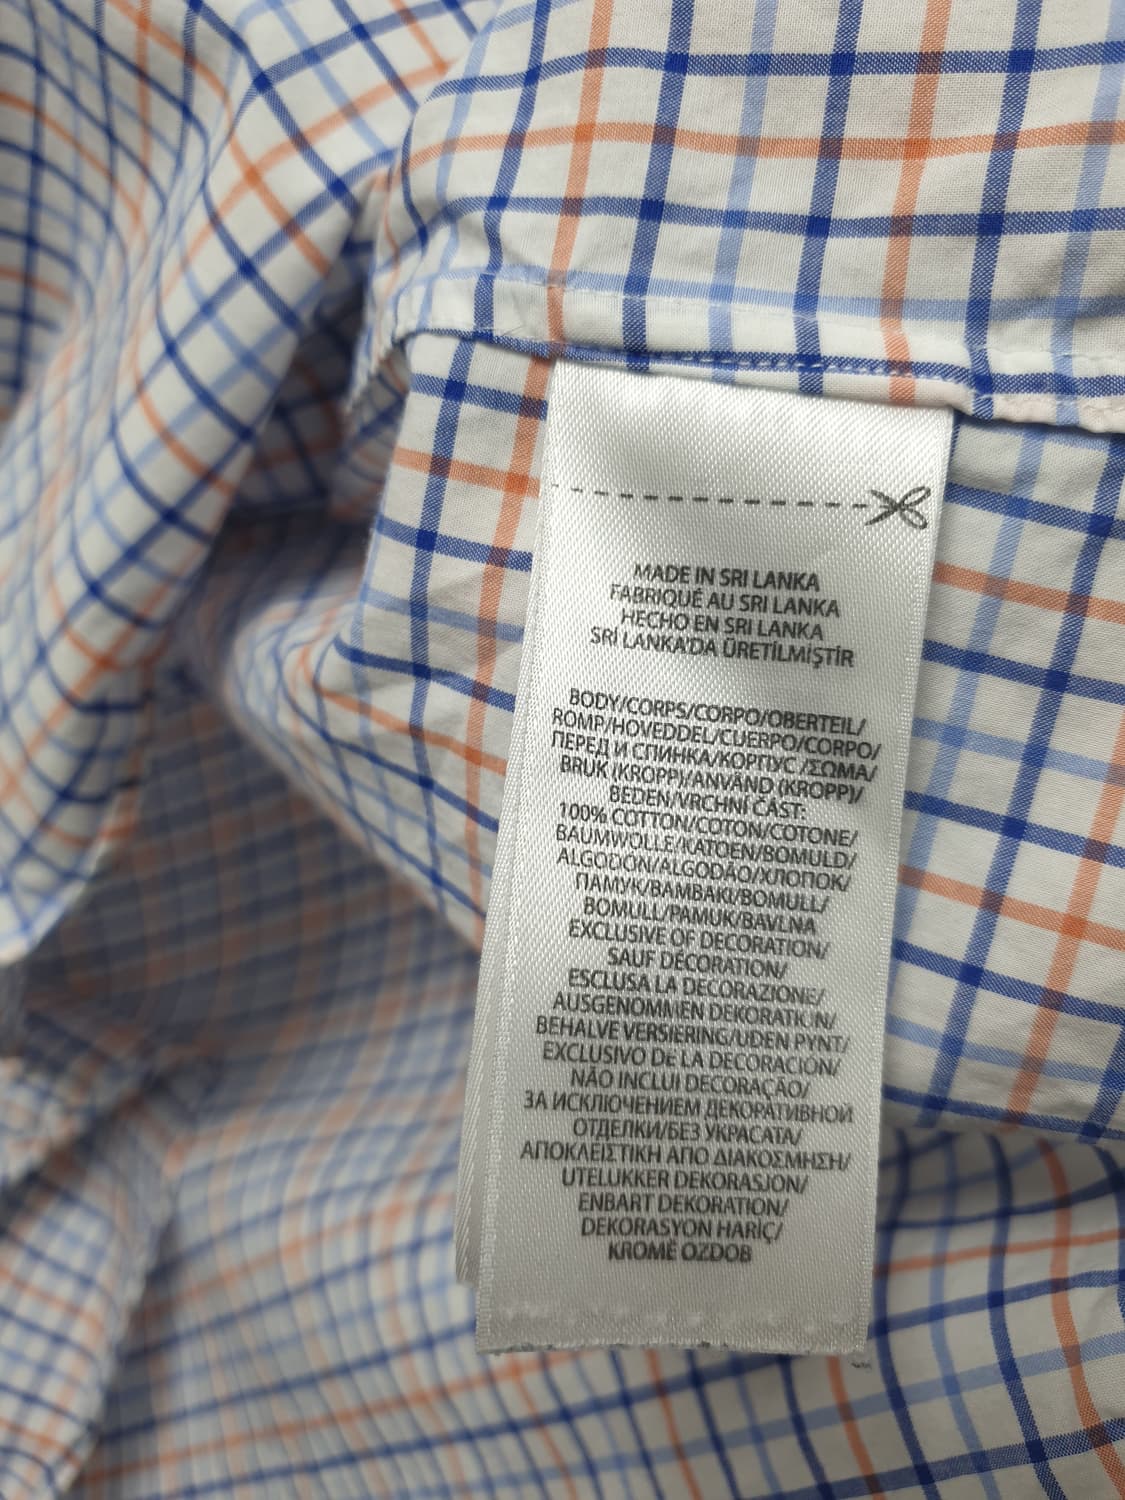 MADE IN SRI LANKA
FABRIQUÉ AU SRI LANKA
HECHO EN SRI LANKA
SRİ LANKA'DA ÜRETİLMİŞTİR
BODY/CORPS/CORPO/OBERTEIL/
ROMP/HOVEDDEL/CUERPO/CORPO/
ПЕРЕД И СПИНКА/КОРПУС /ΣΩΜΑ/
BRUK (KROPP)/ANVÄND (KROPP)/
BEDEN/VRCHNÍ ČÁST:
100% COTTON/COTON/COTONE/
BAUMWOLLE/KATOEN/BOMULD/
ALGODÓN/ALGODÃO/ХЛОПОК/
ПАМУК/ΒΑΜΒΑΚΙ/BOMULL/
BOMULL/PAMUK/BAVLNA
EXCLUSIVE OF DECORATION/
SAUF DÉCORATION/
ESCLUSA LA DECORAZIONE/
AUSGENOMMEN DEKORATION/
BEHALVE VERSIERING/UDEN PYNT/
EXCLUSIVO DE LA DECORACIÓN/
NÃO INCLUI DECORAÇÃO/
ЗА ИСКЛЮЧЕНИЕМ ДЕКОРАТИВНОЙ
ОТДЕЛКИ/БЕЗ УКРАСАТА/
ΑΠΟΚΛΕΙΣΤΙΚΗ ΑΠΟ ΔΙΑΚΟΣΜΗΣΗ/
UTELUKKER DEKORASJON/
ENBART DEKORATION/
DEKORASYON HARİÇ/
KROMĚ OZDOB